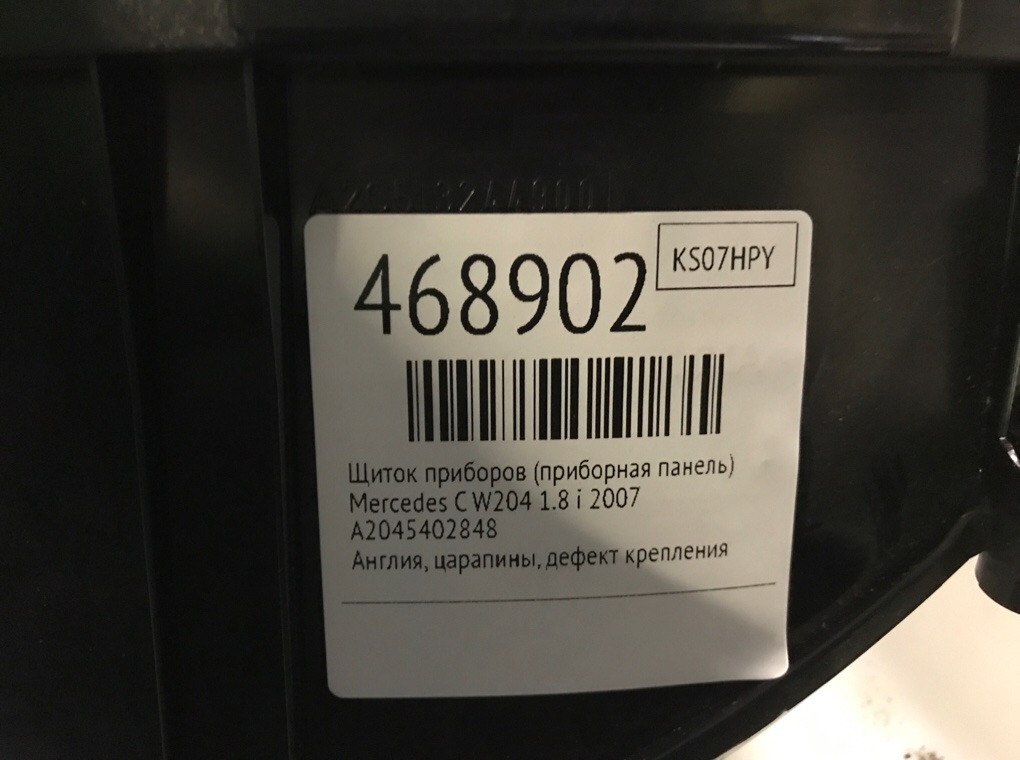 468902
KS07HPY
Щиток приборов (приборная панель)
Mercedes C W204 1.8 i 2007
A2045402848
Англия, царапины, дефект крепления